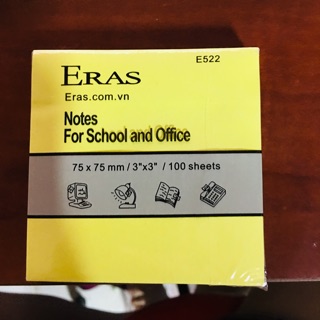 E522
ERAS
Eras.com.vn
Notes
For School and Office
75 x 75 mm / 3"x3" / 100 sheets